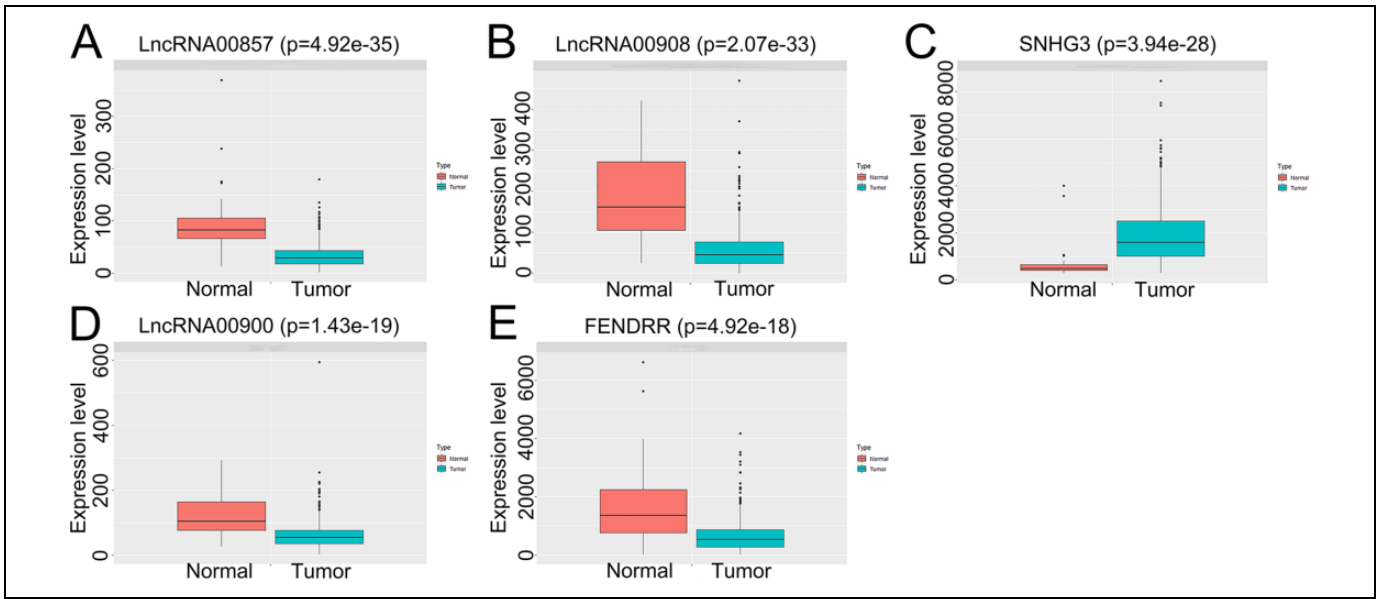 A
LncRNA00857 (p=4.92e-35)
Expression level
300
200
100
0
Normal Tumor
Type
Normal
Tumor
B
LncRNA00908 (p=2.07e-33)
Expression level
400
300
200
100
0
Normal Tumor
Type
Normal
Tumor
C
SNHG3 (p=3.94e-28)
Expression level
8000
6000
4000
2000
0
Normal Tumor
Type
Normal
Tumor
D
LncRNA00900 (p=1.43e-19)
Expression level
600
400
200
0
Normal Tumor
Type
Normal
Tumor
E
FENDRR (p=4.92e-18)
Expression level
6000
4000
2000
0
Normal Tumor
Type
Normal
Tumor